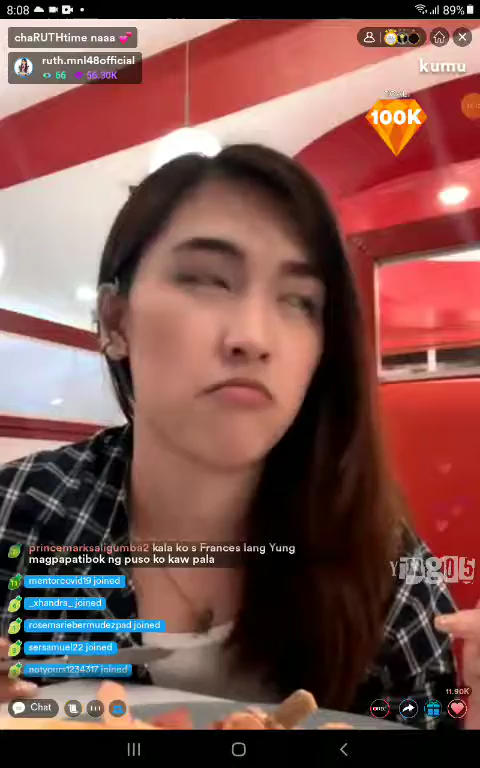 8:08
89%
chaRUTHtime naaa 💕
ruth.mnl48official
66 56.30K
kumu
100K
princemarksaligumba2 kala ko s Frances lang Yung
magpapatibok ng puso ko kaw pala
mentorcovid19 joined
_xhandra_ joined
rosemariebermudezpad joined
sersamuel22 joined
notyours1234317 joined
11.90K
Chat